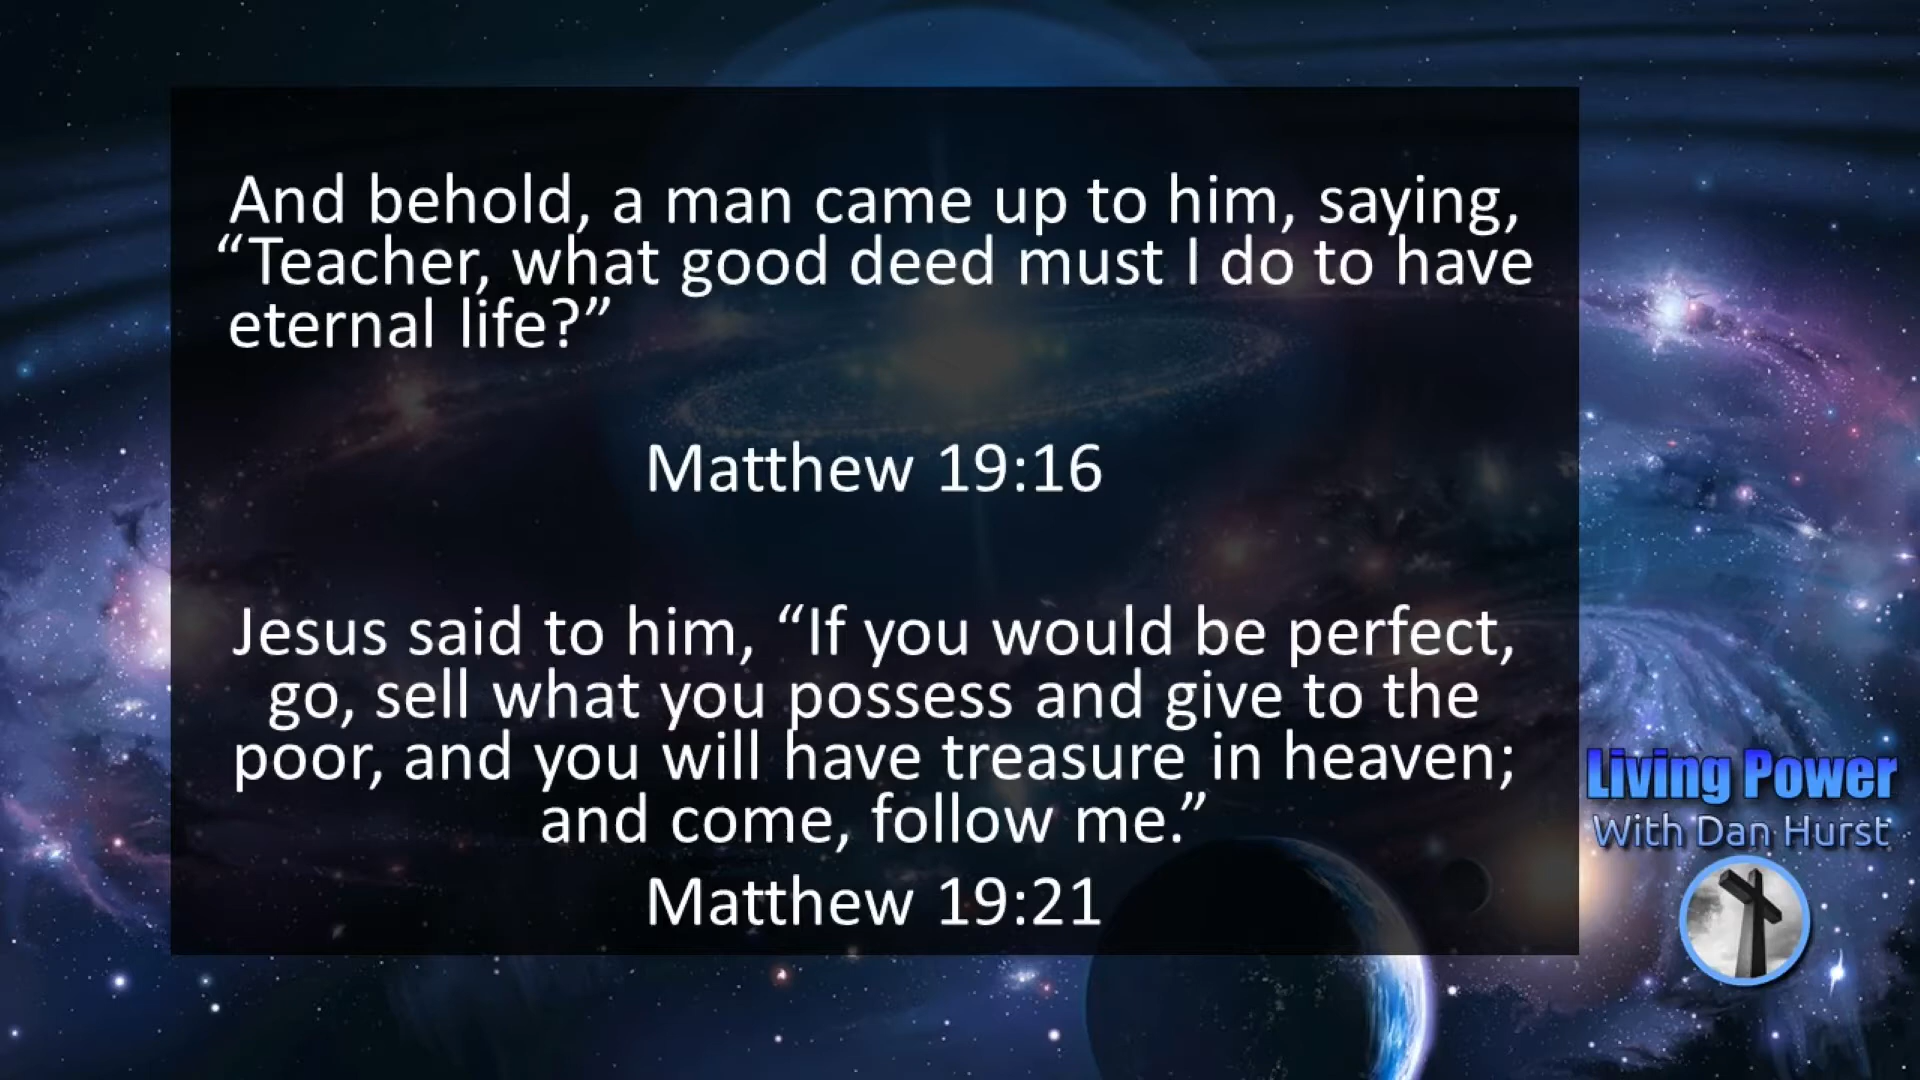 And behold, a man came up to him, saying,
“Teacher, what good deed must I do to have
eternal life?”
Matthew 19:16
Jesus said to him, “If you would be perfect,
go, sell what you possess and give to the
poor, and you will have treasure in heaven;
and come, follow me.”
Matthew 19:21
Living Power
With Dan Hurst